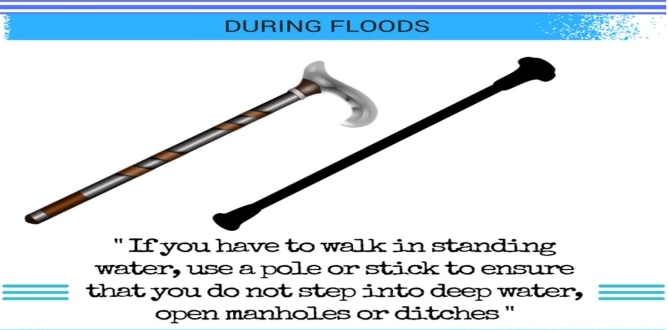 DURING FLOODS
" If you have to walk in standing
water, use a pole or stick to ensure
that you do not step into deep water,
open manholes or ditches "